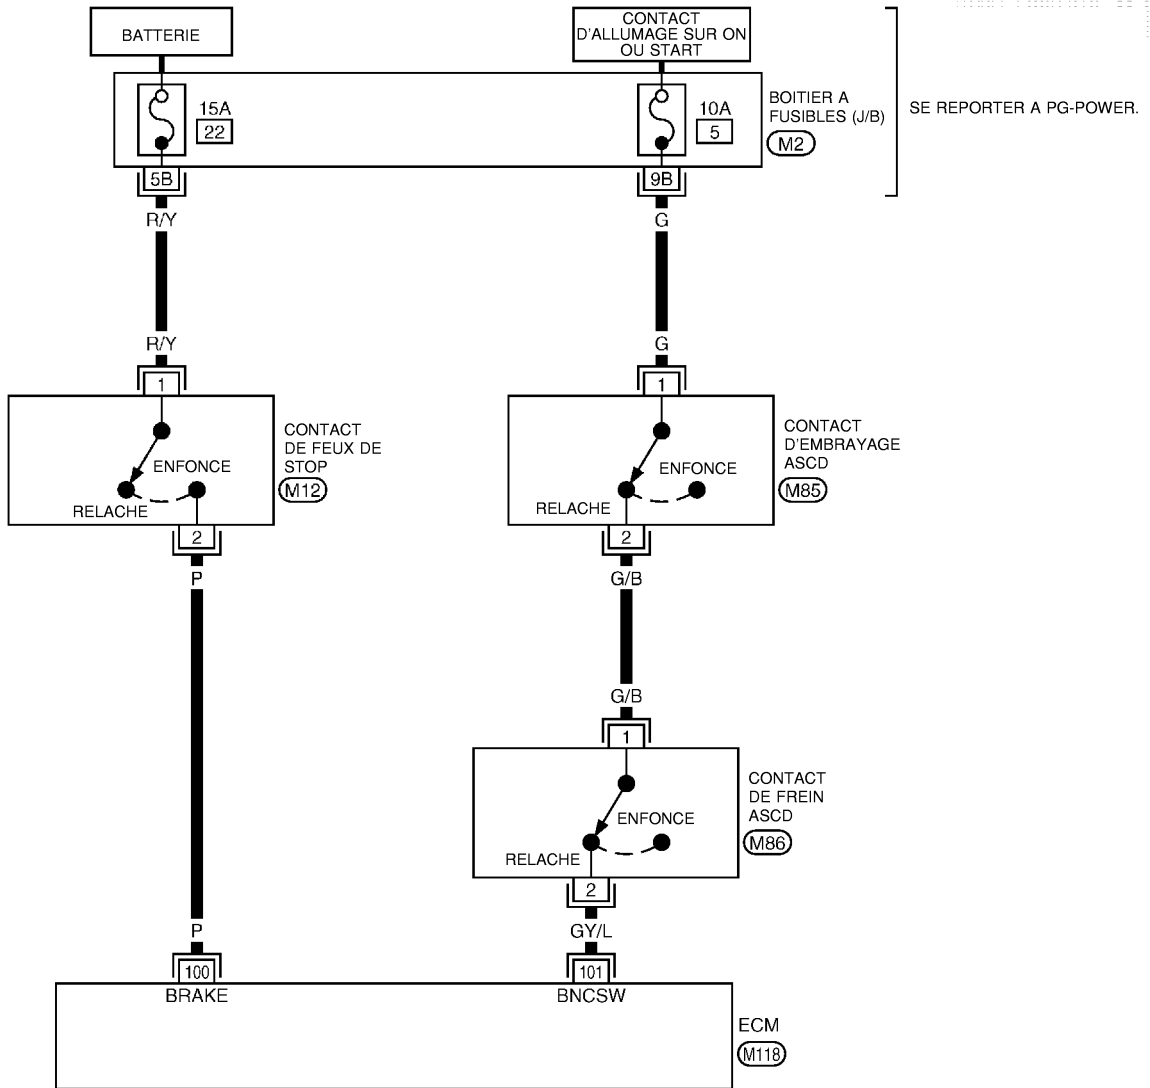 BATTERIE
CONTACT
D'ALLUMAGE SUR ON
OU START
15A
22
10A
5
BOITIER A
FUSIBLES (J/B)
M2
SE REPORTER A PG-POWER.
5B
9B
R/Y
G
R/Y
G
1
1
CONTACT
DE FEUX DE
STOP
M12
ENFONCE
RELACHE
CONTACT
D'EMBRAYAGE
ASCD
M85
ENFONCE
RELACHE
2
2
P
G/B
G/B
1
CONTACT
DE FREIN
ASCD
M86
ENFONCE
RELACHE
2
P
GY/L
100
101
BRAKE
BNCSW
ECM
M118